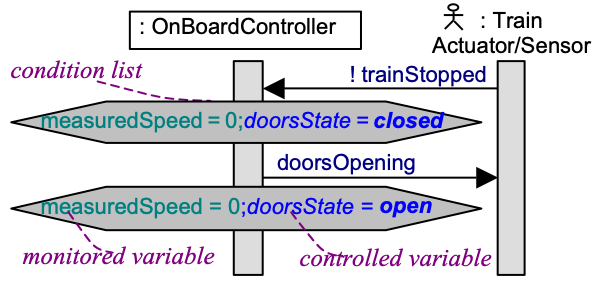 : OnBoardController
: Train
Actuator/Sensor
condition list
! trainStopped
measuredSpeed = 0;doorsState = closed
doorsOpening
measuredSpeed = 0;doorsState = open
monitored variable
controlled variable